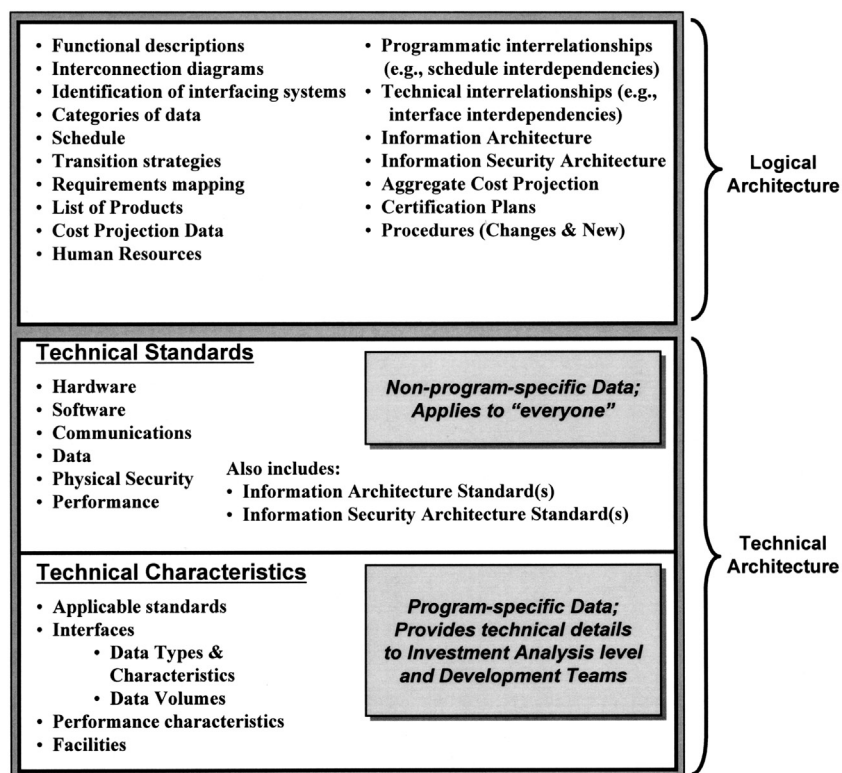 • Functional descriptions
• Interconnection diagrams
• Identification of interfacing systems
• Categories of data
• Schedule
• Transition strategies
• Requirements mapping
• List of Products
• Cost Projection Data
• Human Resources
• Programmatic interrelationships
(e.g., schedule interdependencies)
• Technical interrelationships (e.g.,
interface interdependencies)
• Information Architecture
• Information Security Architecture
• Aggregate Cost Projection
• Certification Plans
• Procedures (Changes & New)
Logical
Architecture
Technical Standards
• Hardware
• Software
• Communications
• Data
• Physical Security
• Performance
Non-program-specific Data;
Applies to “everyone”
Also includes:
• Information Architecture Standard(s)
• Information Security Architecture Standard(s)
Technical Characteristics
• Applicable standards
• Interfaces
• Data Types &
Characteristics
• Data Volumes
• Performance characteristics
• Facilities
Program-specific Data;
Provides technical details
to Investment Analysis level
and Development Teams
Technical
Architecture